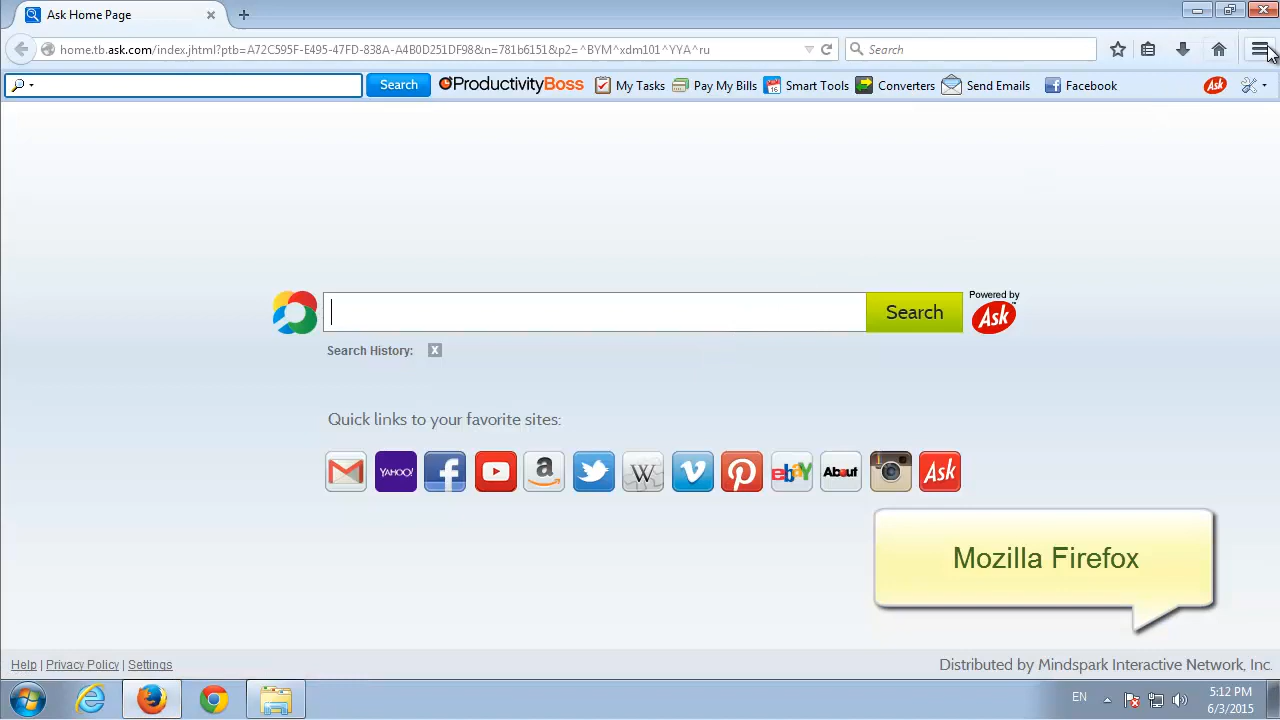 Ask Home Page
home.tb.ask.com/index.jhtml?ptb=A72C595F-E495-47FD-838A-A4B0D251DF98&n=781b6151&p2=^BYM^xdm101^YYA^ru
Search
Search
ProductivityBoss
My Tasks
Pay My Bills
16
Smart Tools
Converters
Send Emails
Facebook
Ask
Search
Powered by
Ask™
Search History: X
Quick links to your favorite sites:
YAHOO!
f
a
W
ebay
About
Ask
Mozilla Firefox
Help | Privacy Policy | Settings
Distributed by Mindspark Interactive Network, Inc.
EN
5:12 PM
6/3/2015